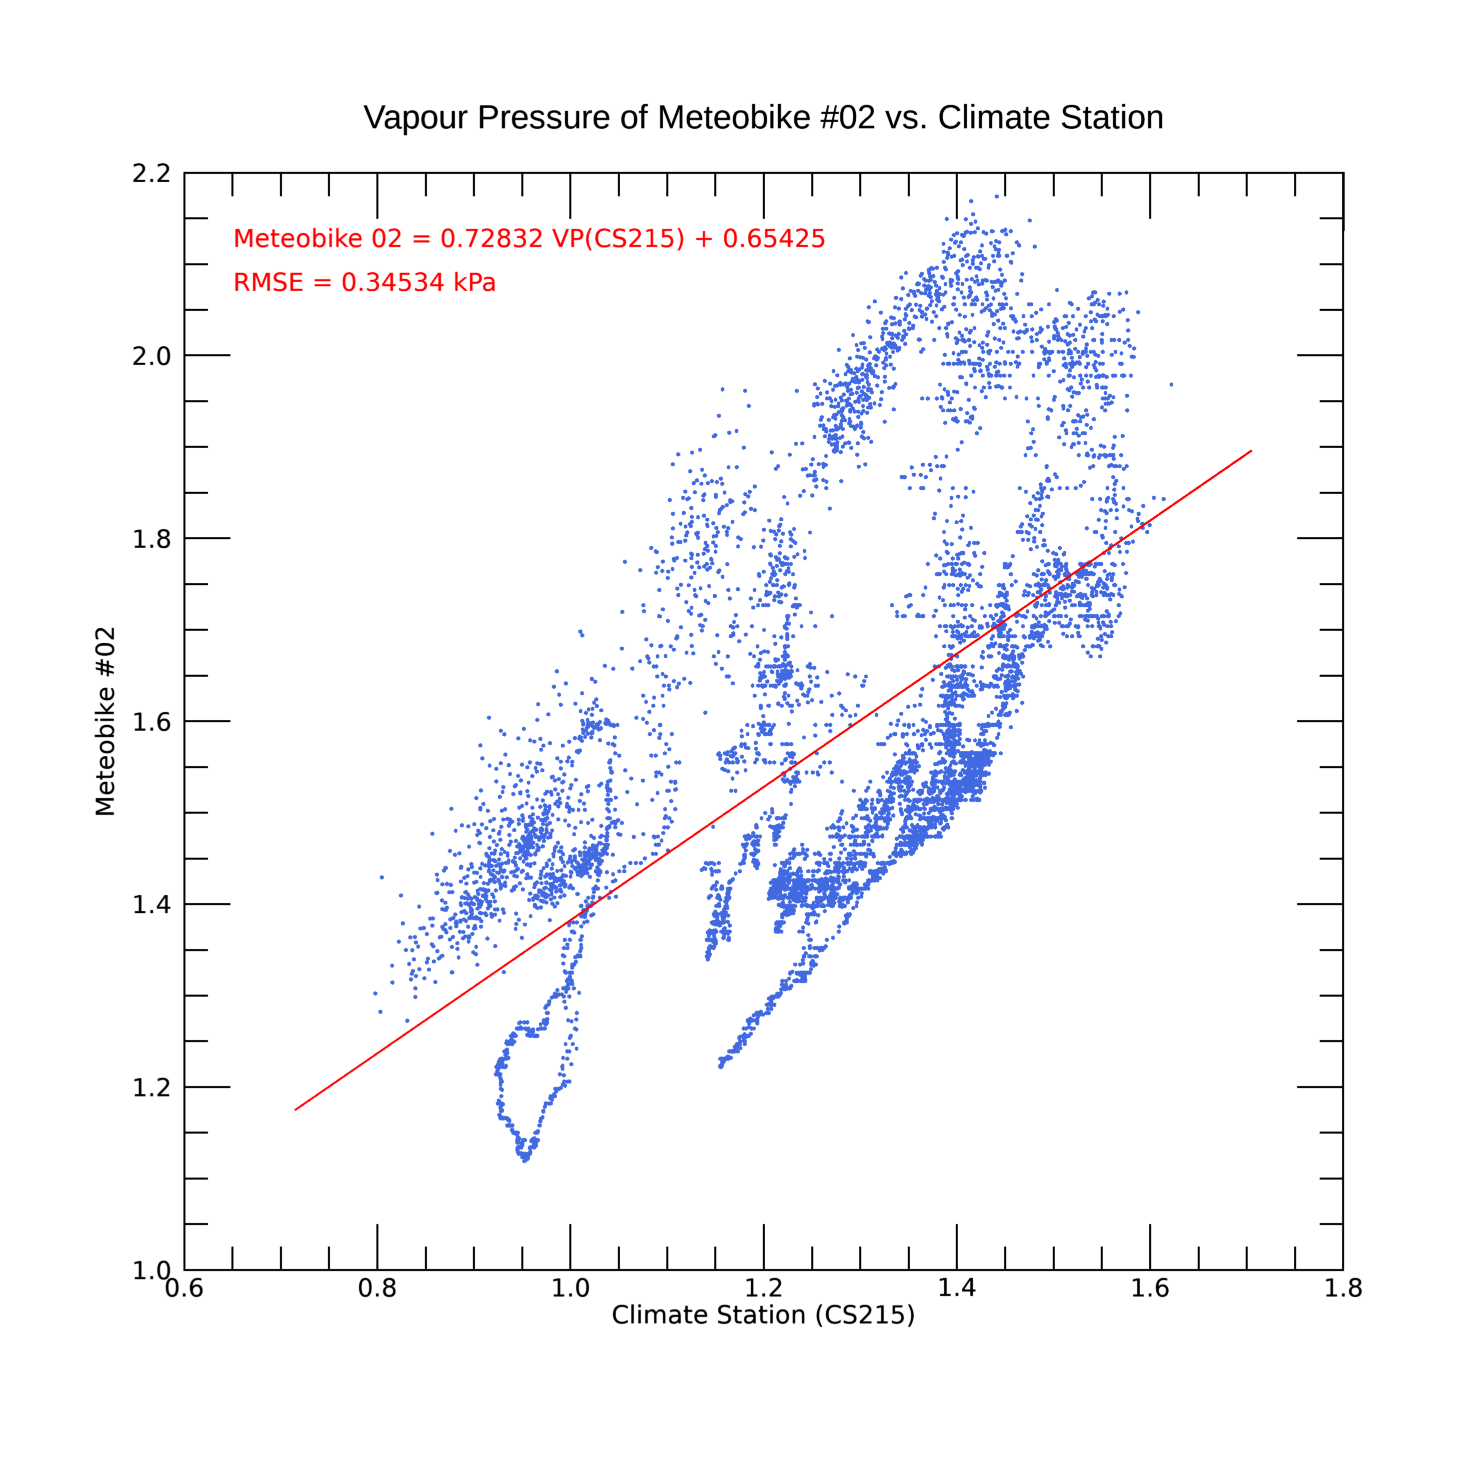 Vapour Pressure of Meteobike #02 vs. Climate Station
2.2
Meteobike 02 = 0.72832 VP(CS215) + 0.65425
RMSE = 0.34534 kPa
2.0
1.8
Meteobike #02
1.6
1.4
1.2
1.0
0.6 0.8 1.0 1.2 1.4 1.6 1.8
Climate Station (CS215)